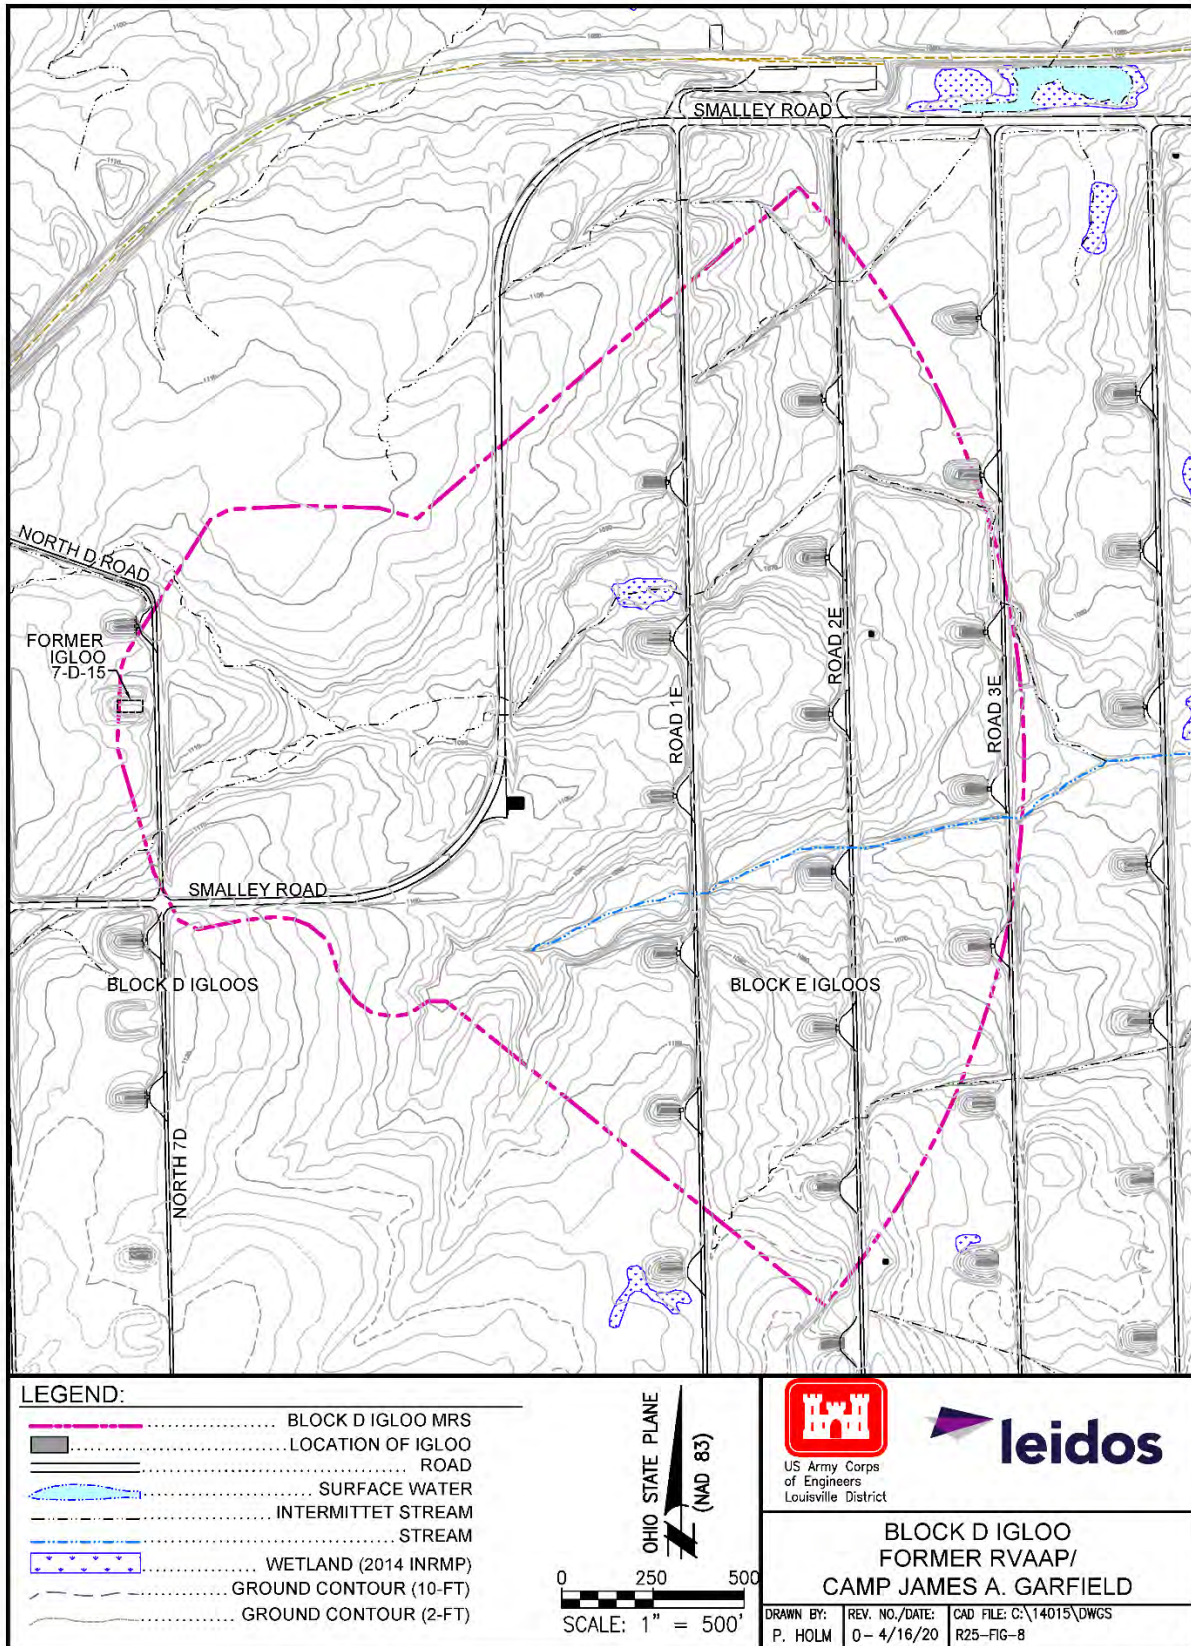 SMALLEY ROAD
NORTH D ROAD
FORMER
IGLOO
7-D-15
ROAD 1E
ROAD 2E
ROAD 3E
SMALLEY ROAD
BLOCK D IGLOOS
BLOCK E IGLOOS
NORTH 7D
LEGEND:
BLOCK D IGLOO MRS
LOCATION OF IGLOO
ROAD
SURFACE WATER
INTERMITTET STREAM
STREAM
WETLAND (2014 INRMP)
GROUND CONTOUR (10-FT)
GROUND CONTOUR (2-FT)
OHIO STATE PLANE
(NAD 83)
0 250 500
SCALE: 1" = 500'
US Army Corps
of Engineers
Louisville District
leidos
BLOCK D IGLOO
FORMER RVAAP/
CAMP JAMES A. GARFIELD
DRAWN BY:
P. HOLM
REV. NO./DATE:
0- 4/16/20
CAD FILE: C:\14015\DWGS
R25-FIG-8